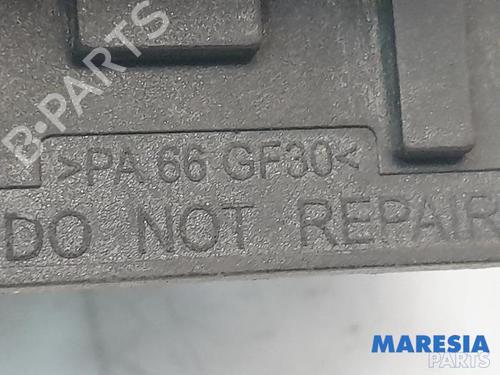 B-PARTS
>PA 66 GF30<
DO NOT REPAIR
MARESIA
PARTS